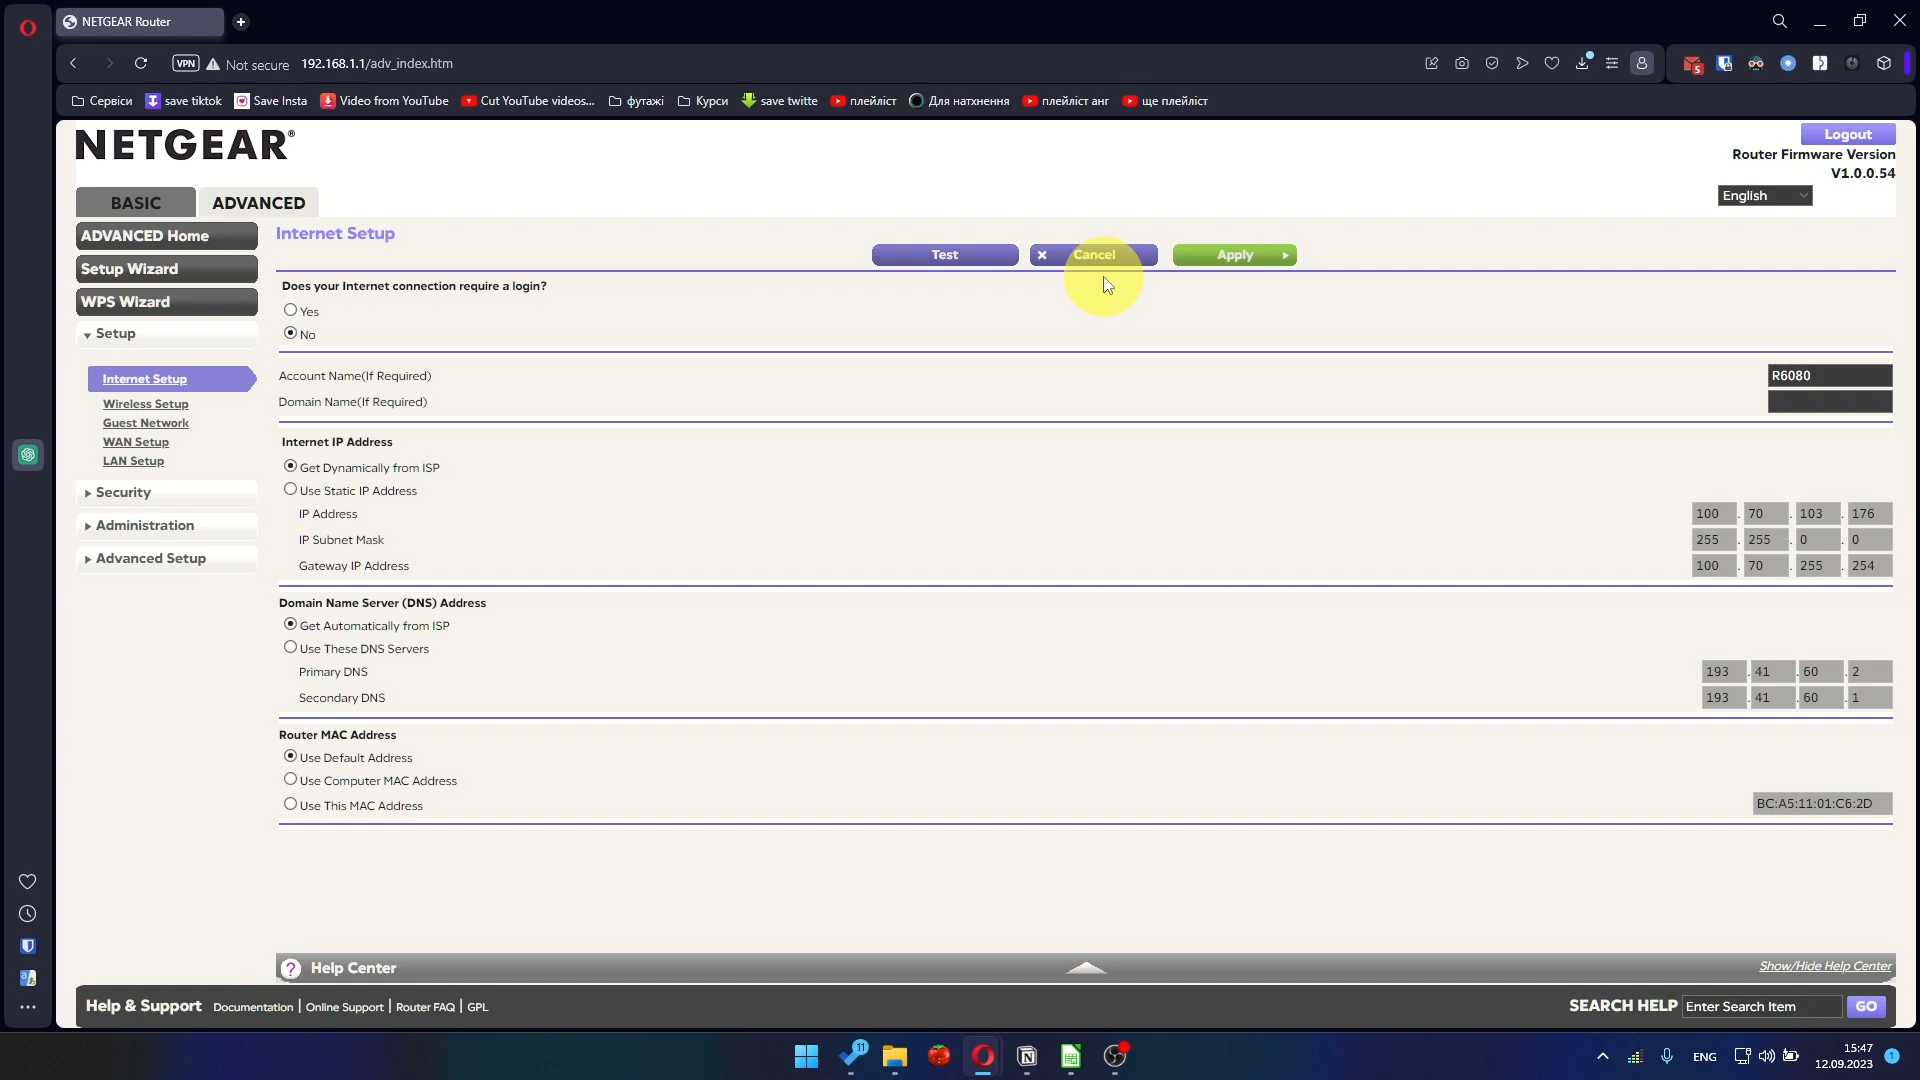 NETGEAR Router
VPN Not secure 192.168.1.1/adv_index.htm
5
Сервіси save tiktok Save Insta Video from YouTube Cut YouTube videos... футажі Курси save twitte плейліст Для натхнення плейліст анг ще плейліст
NETGEAR®
Logout
Router Firmware Version
V1.0.0.54
English
BASIC ADVANCED
ADVANCED Home
Setup Wizard
WPS Wizard
Setup
Internet Setup
Wireless Setup
Guest Network
WAN Setup
LAN Setup
Security
Administration
Advanced Setup
Internet Setup
Test Cancel Apply
Does your Internet connection require a login?
Yes
No
Account Name(If Required) R6080
Domain Name(If Required)
Internet IP Address
Get Dynamically from ISP
Use Static IP Address
IP Address 100 . 70 . 103 . 176
IP Subnet Mask 255 . 255 . 0 . 0
Gateway IP Address 100 . 70 . 255 . 254
Domain Name Server (DNS) Address
Get Automatically from ISP
Use These DNS Servers
Primary DNS 193 . 41 . 60 . 2
Secondary DNS 193 . 41 . 60 . 1
Router MAC Address
Use Default Address
Use Computer MAC Address
Use This MAC Address BC:A5:11:01:C6:2D
? Help Center Show/Hide Help Center
Help & Support Documentation | Online Support | Router FAQ | GPL SEARCH HELP Enter Search Item GO
11
ENG
15:47
12.09.2023
1